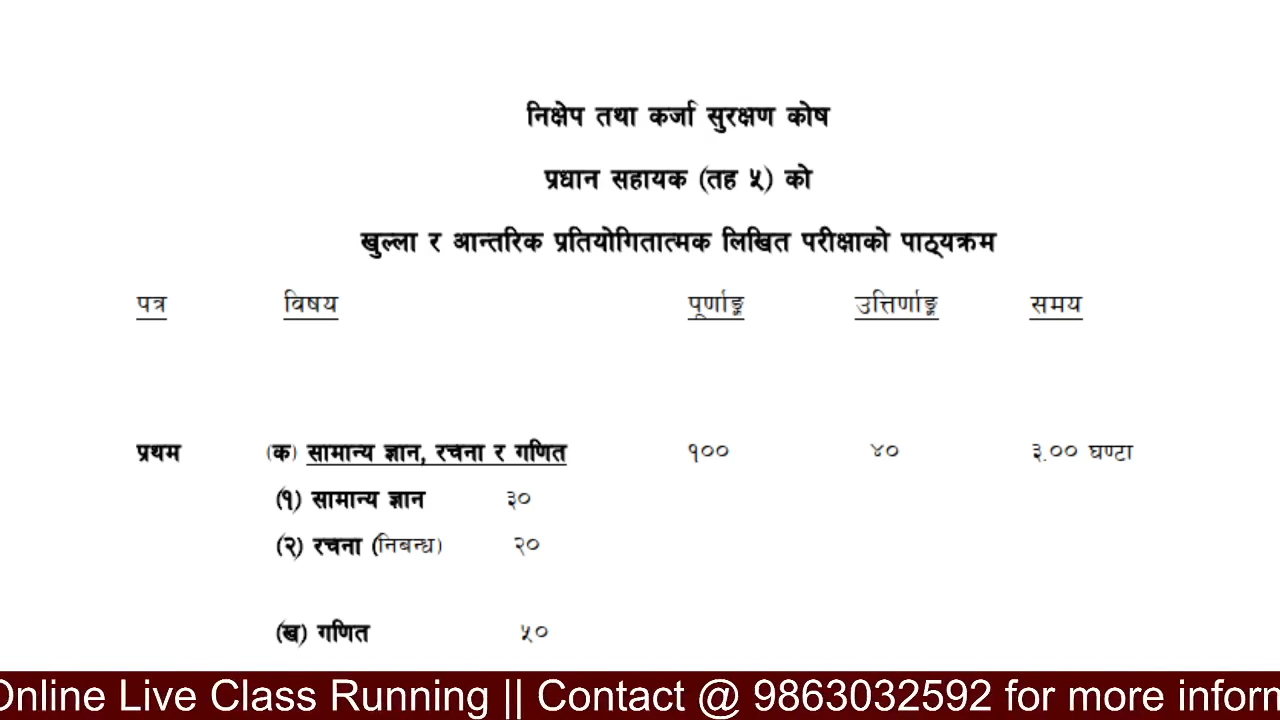 निक्षेप तथा कर्जा सुरक्षण कोष
प्रधान सहायक (तह ५) को
खुल्ला र आन्तरिक प्रतियोगितात्मक लिखित परीक्षाको पाठ्यक्रम
पत्र विषय पूर्णाङ्क उत्तिर्णाङ्क समय
प्रथम (क) सामान्य ज्ञान, रचना र गणित १०० ४० ३.०० घण्टा
(१) सामान्य ज्ञान ३०
(२) रचना (निबन्ध) २०
(ख) गणित ५०
Online Live Class Running || Contact @ 9863032592 for more inforn